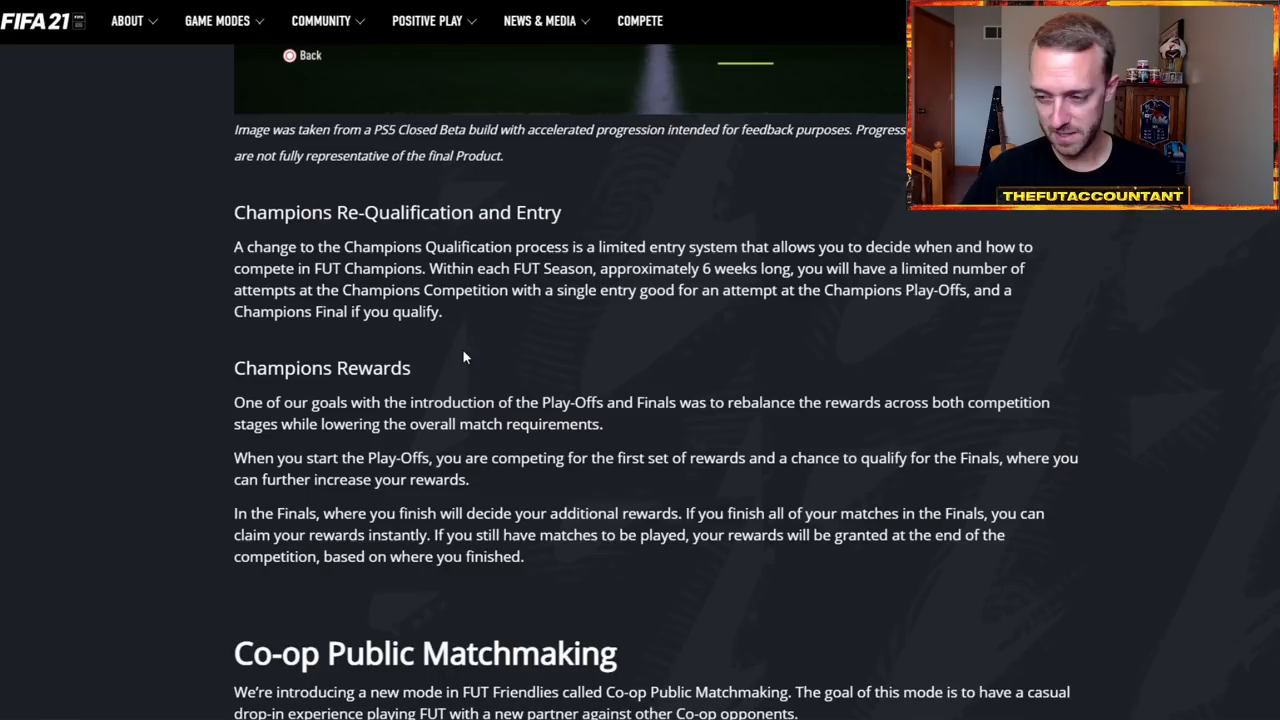 FIFA 21 ABOUT GAME MODES COMMUNITY POSITIVE PLAY NEWS & MEDIA COMPETE
Back
Image was taken from a PS5 Closed Beta build with accelerated progression intended for feedback purposes. Progress
are not fully representative of the final Product.
THEFUTACCOUNTANT
Champions Re-Qualification and Entry
A change to the Champions Qualification process is a limited entry system that allows you to decide when and how to
compete in FUT Champions. Within each FUT Season, approximately 6 weeks long, you will have a limited number of
attempts at the Champions Competition with a single entry good for an attempt at the Champions Play-Offs, and a
Champions Final if you qualify.
Champions Rewards
One of our goals with the introduction of the Play-Offs and Finals was to rebalance the rewards across both competition
stages while lowering the overall match requirements.
When you start the Play-Offs, you are competing for the first set of rewards and a chance to qualify for the Finals, where you
can further increase your rewards.
In the Finals, where you finish will decide your additional rewards. If you finish all of your matches in the Finals, you can
claim your rewards instantly. If you still have matches to be played, your rewards will be granted at the end of the
competition, based on where you finished.
Co-op Public Matchmaking
We're introducing a new mode in FUT Friendlies called Co-op Public Matchmaking. The goal of this mode is to have a casual
drop-in experience playing FUT with a new partner against other Co-op opponents.